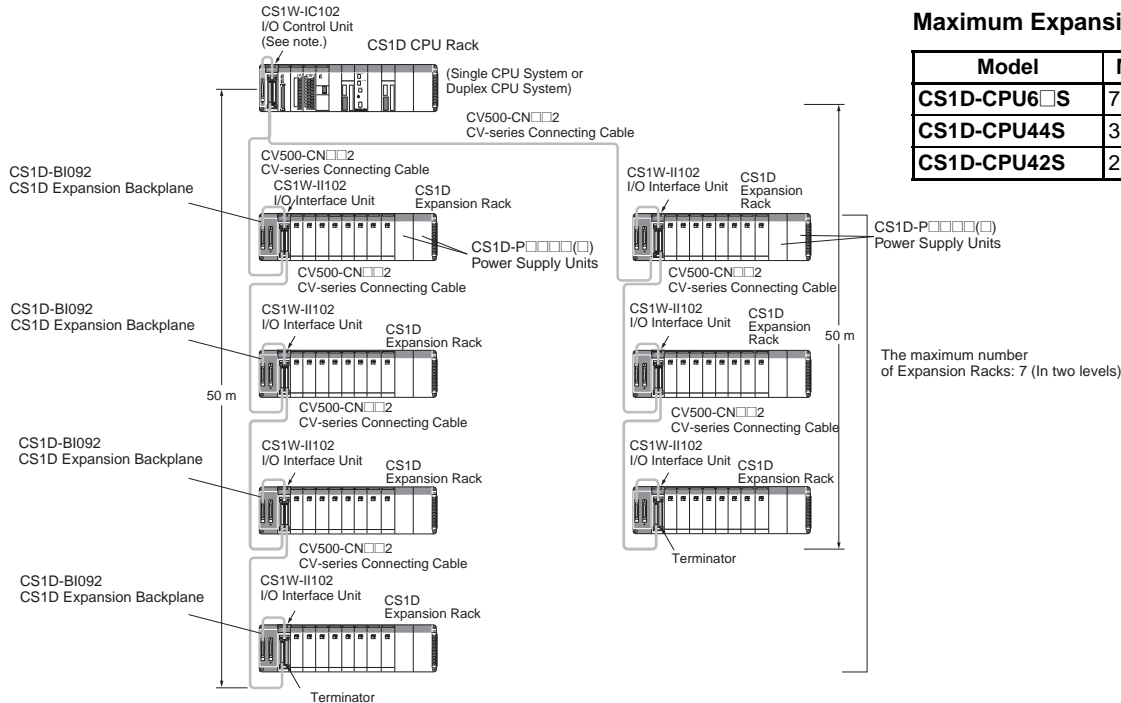 CS1W-IC102
I/O Control Unit
(See note.)
CS1D CPU Rack
(Single CPU System or
Duplex CPU System)
CV500-CN□□2
CV-series Connecting Cable
CV500-CN□□2
CV-series Connecting Cable
CS1D-BI092
CS1D Expansion Backplane
CS1W-II102
I/O Interface Unit
CS1D
Expansion Rack
CS1D-P□□□□(□)
Power Supply Units
CV500-CN□□2
CV-series Connecting Cable
CS1D-BI092
CS1D Expansion Backplane
CS1W-II102
I/O Interface Unit
CS1D
Expansion Rack
50 m
CV500-CN□□2
CV-series Connecting Cable
CS1D-BI092
CS1D Expansion Backplane
CS1W-II102
I/O Interface Unit
CS1D
Expansion Rack
CV500-CN□□2
CV-series Connecting Cable
CS1D-BI092
CS1D Expansion Backplane
CS1W-II102
I/O Interface Unit
CS1D
Expansion Rack
Terminator
CS1W-II102
I/O Interface Unit
CS1D
Expansion
Rack
CS1D-P□□□□(□)
Power Supply Units
CV500-CN□□2
CV-series Connecting Cable
CS1W-II102
I/O Interface Unit
CS1D
Expansion
Rack
50 m
CV500-CN□□2
CV-series Connecting Cable
CS1W-II102
I/O Interface Unit
CS1D
Expansion Rack
Terminator
The maximum number
of Expansion Racks: 7 (In two levels)
Maximum Expansi
Model
CS1D-CPU6□S 7
CS1D-CPU44S 3
CS1D-CPU42S 2